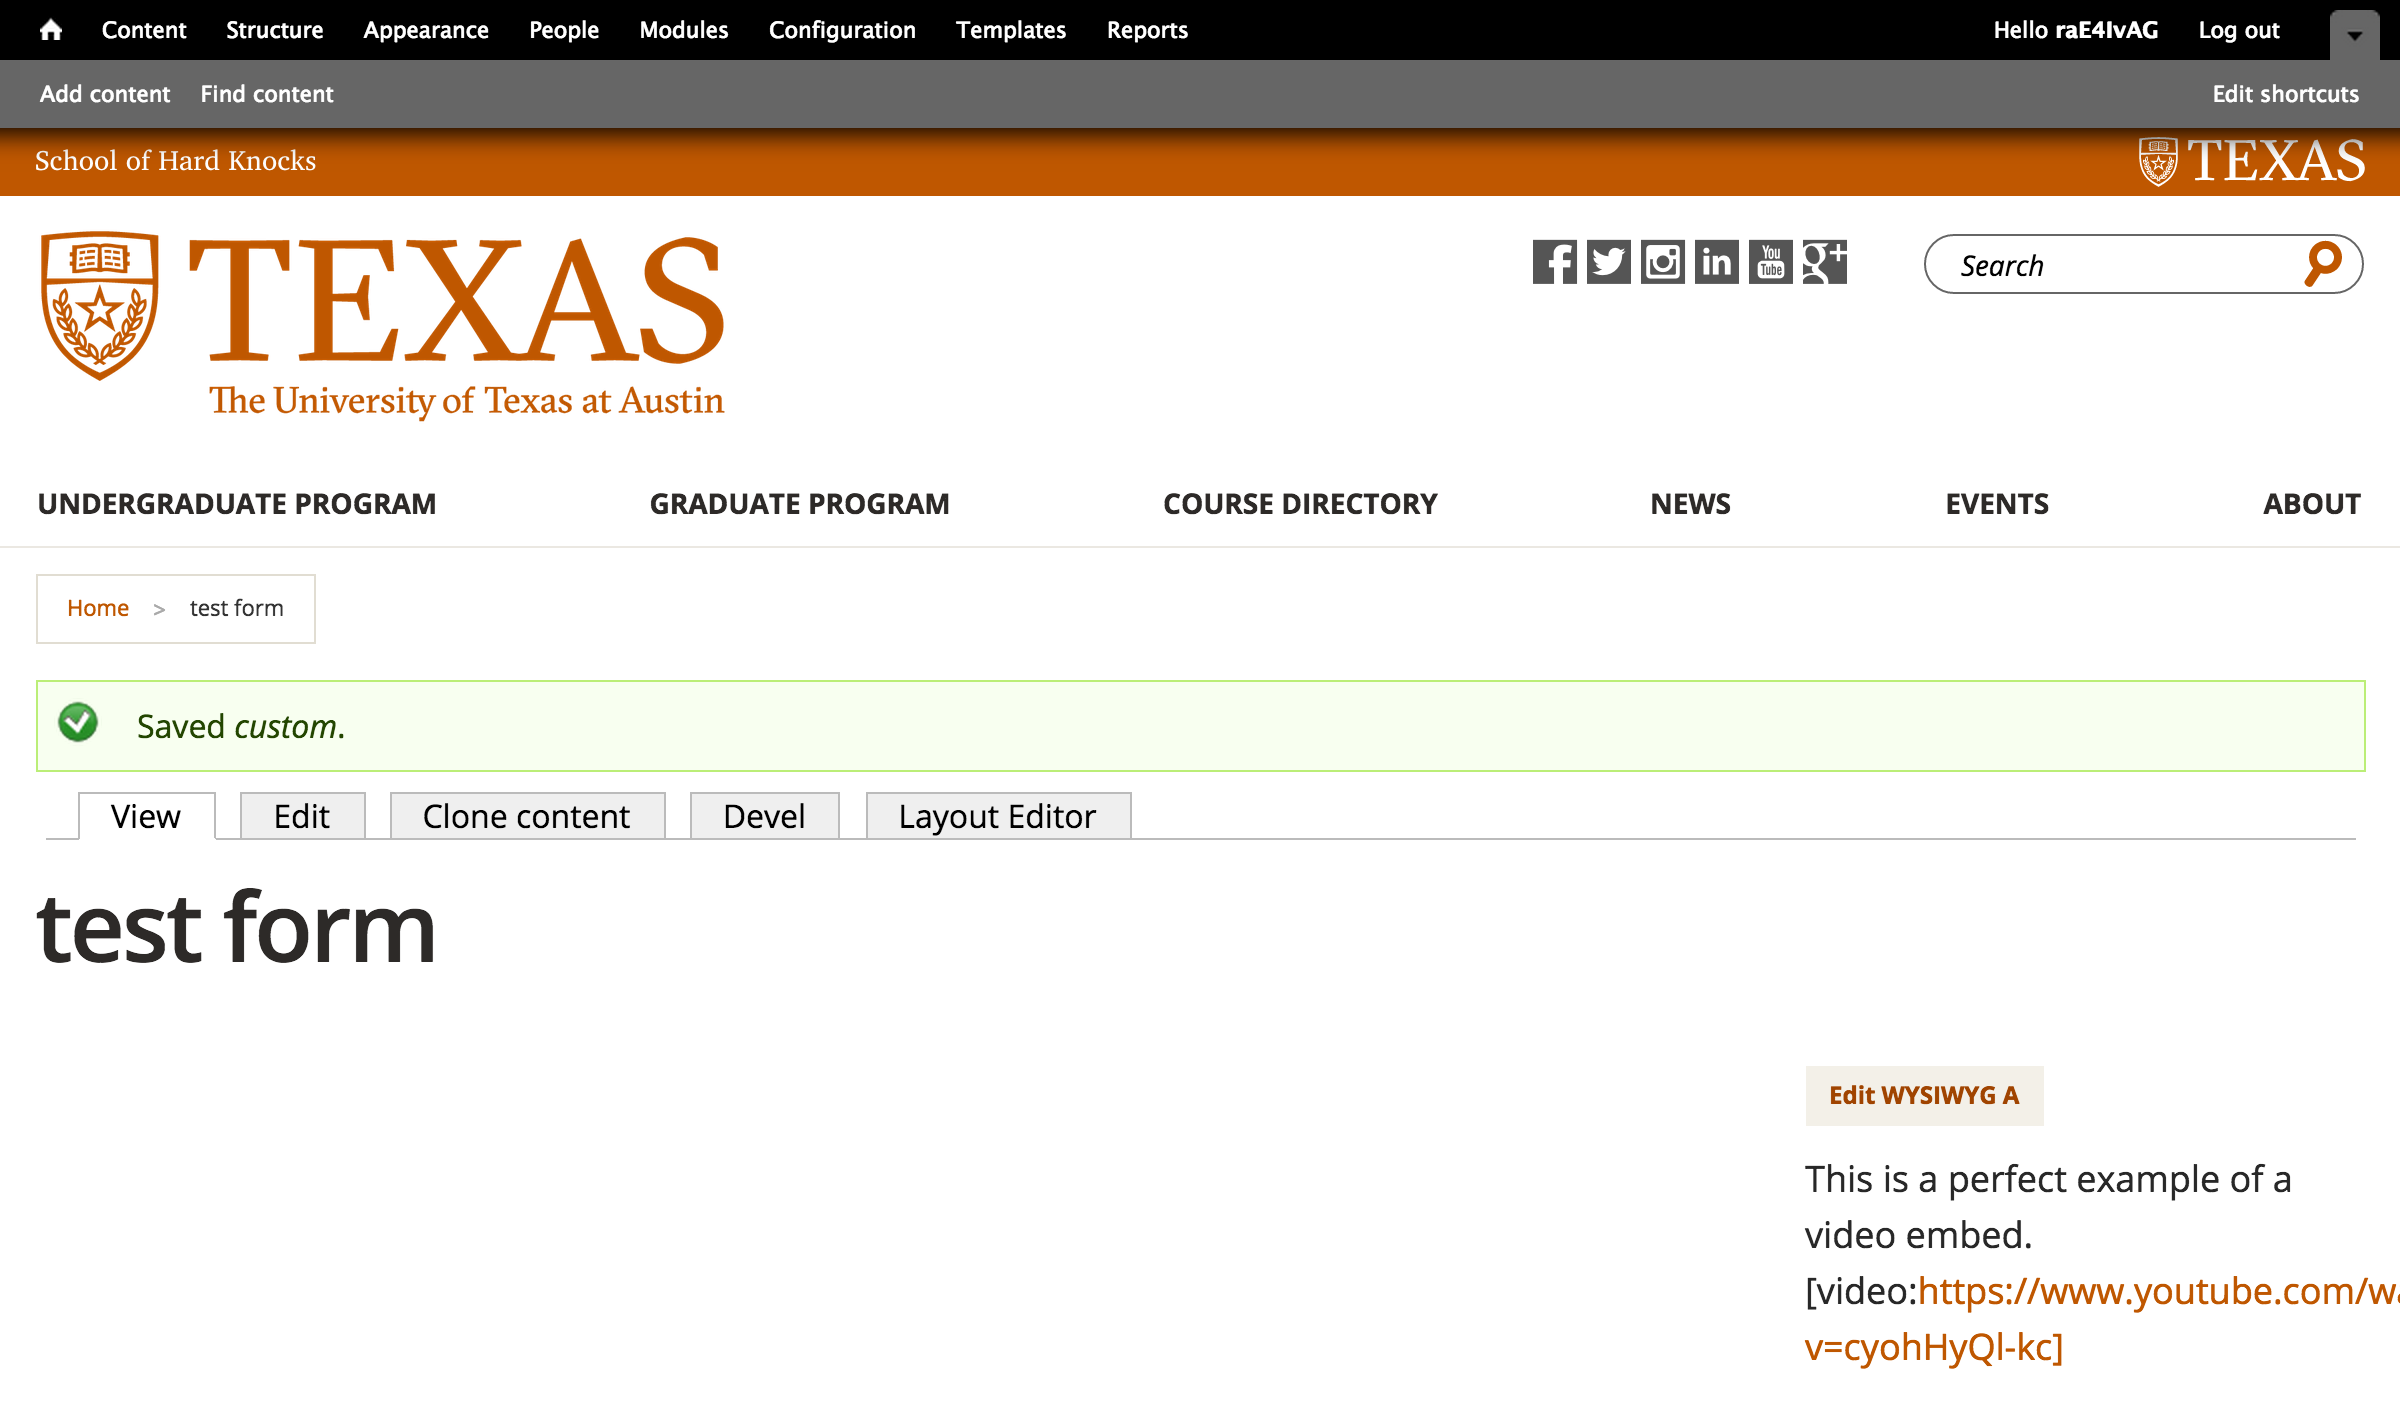 Content Structure Appearance People Modules Configuration Templates Reports Hello raE4IvAG Log out
Add content Find content Edit shortcuts
School of Hard Knocks TEXAS
TEXAS
The University of Texas at Austin
You Tube g+ in f
Search
UNDERGRADUATE PROGRAM GRADUATE PROGRAM COURSE DIRECTORY NEWS EVENTS ABOUT
Home > test form
Saved custom.
View Edit Clone content Devel Layout Editor
test form
Edit WYSIWYG A
This is a perfect example of a
video embed.
[video:https://www.youtube.com/wa
v=cyohHyQl-kc]